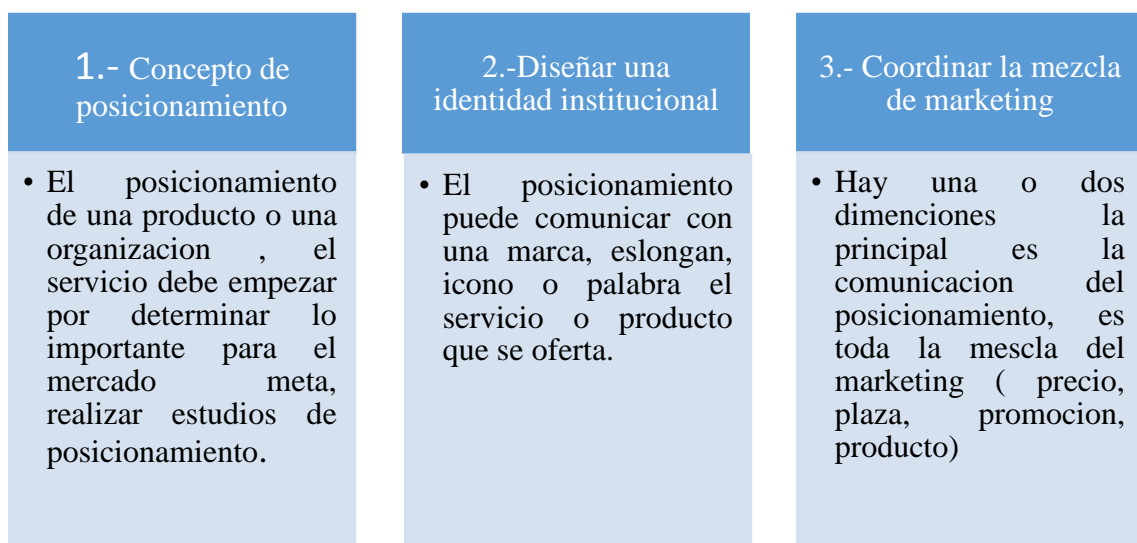 1.- Concepto de
posicionamiento
• El posicionamiento
de una producto o una
organizacion , el
servicio debe empezar
por determinar lo
importante para el
mercado meta,
realizar estudios de
posicionamiento.
2.-Diseñar una
identidad institucional
• El posicionamiento
puede comunicar con
una marca, eslongan,
icono o palabra el
servicio o producto
que se oferta.
3.- Coordinar la mezcla
de marketing
• Hay una o dos
dimenciones la
principal es la
comunicacion del
posicionamiento, es
toda la mescla del
marketing ( precio,
plaza, promocion,
producto)